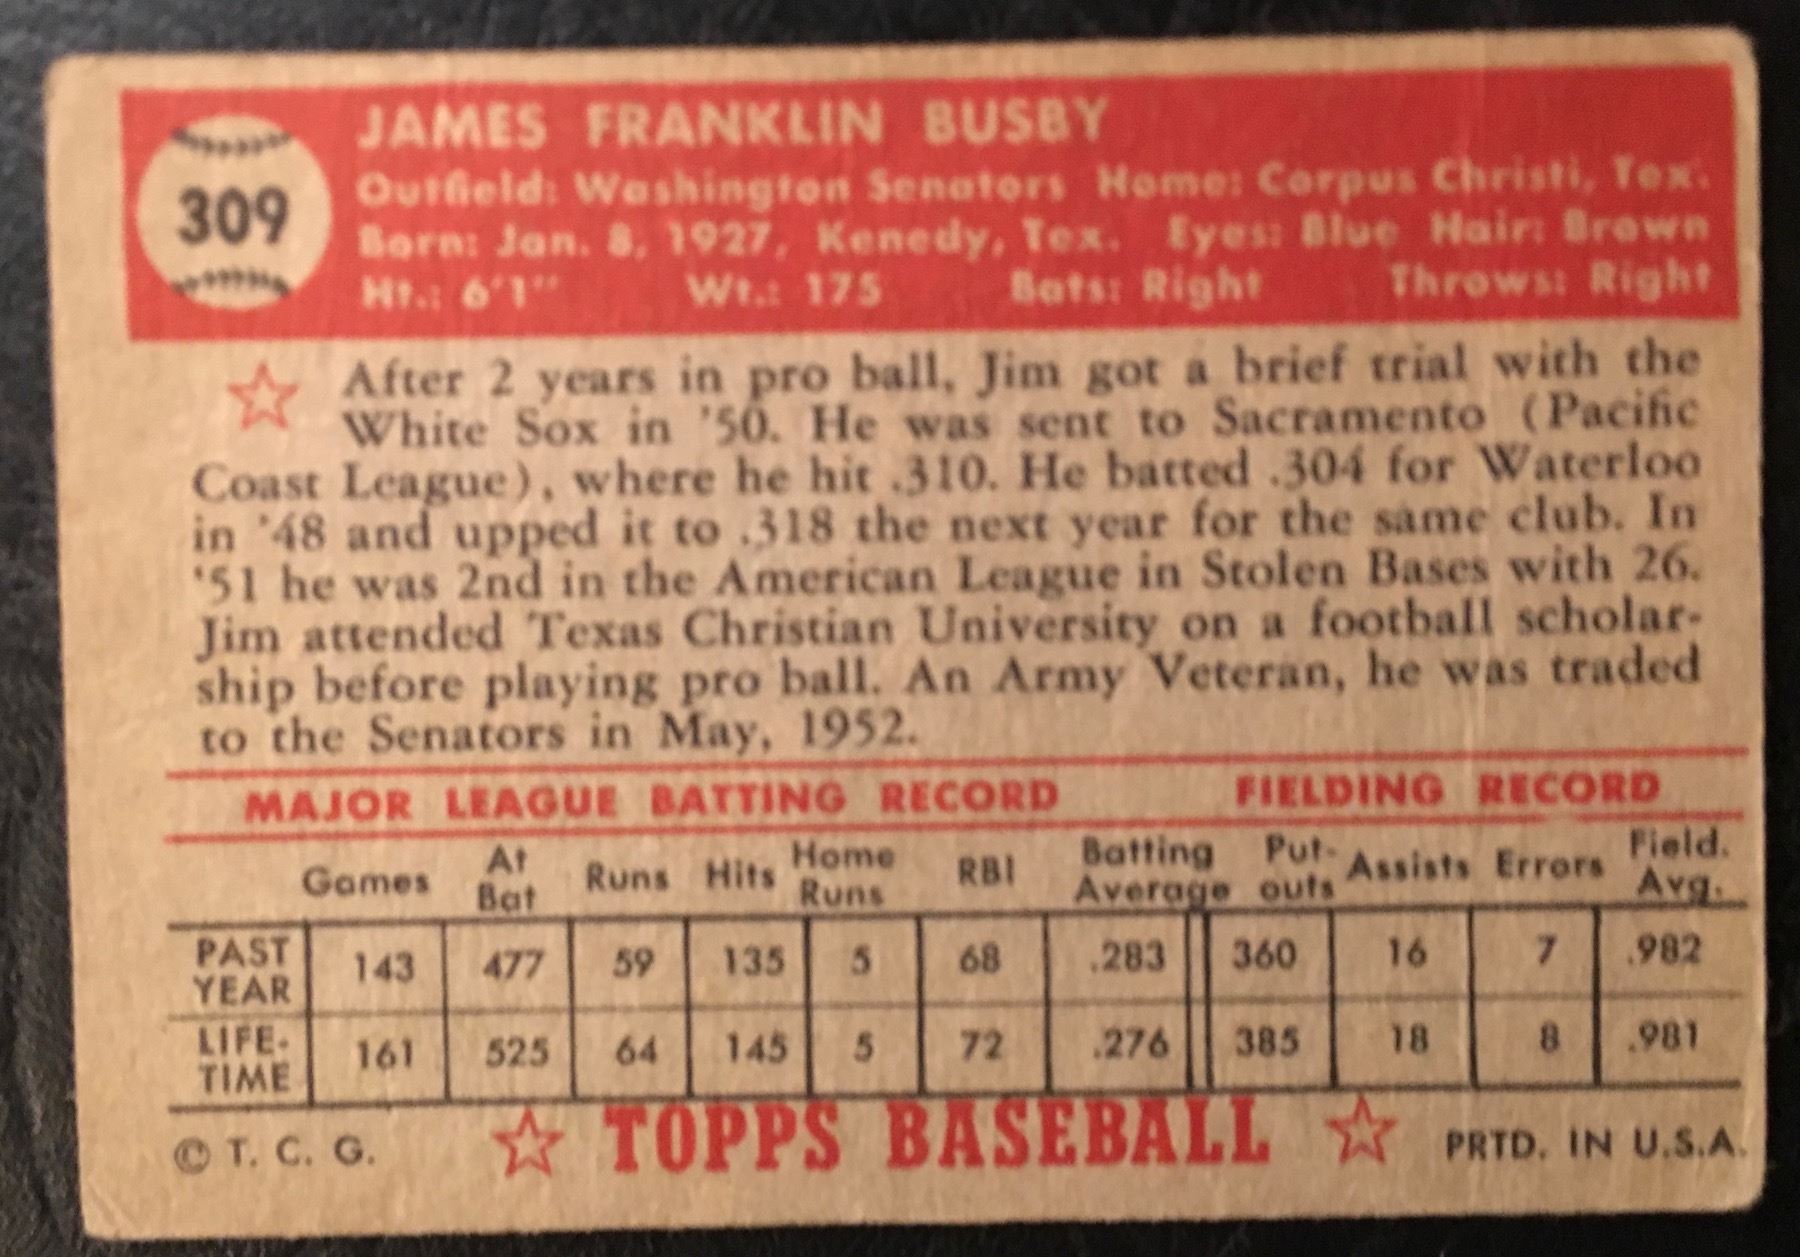 309
JAMES FRANKLIN BUSBY
Outfield: Washington Senators Home: Corpus Christi, Tex.
Born: Jan. 8, 1927, Kenedy, Tex. Eyes: Blue Hair: Brown
Ht.: 6'1" Wt.: 175 Bats: Right Throws: Right
After 2 years in pro ball, Jim got a brief trial with the
White Sox in '50. He was sent to Sacramento (Pacific
Coast League), where he hit .310. He batted .304 for Waterloo
in '48 and upped it to .318 the next year for the same club. In
'51 he was 2nd in the American League in Stolen Bases with 26.
Jim attended Texas Christian University on a football scholar-
ship before playing pro ball. An Army Veteran, he was traded
to the Senators in May, 1952.
MAJOR LEAGUE BATTING RECORD FIELDING RECORD
Games At Bat Runs Hits Home Runs RBI Batting Average Put-outs Assists Errors Field. Avg.
PAST YEAR 143 477 59 135 5 68 .283 360 16 7 .982
LIFE-TIME 161 525 64 145 5 72 .276 385 18 8 .981
© T. C. G. TOPPS BASEBALL PRTD. IN U.S.A.